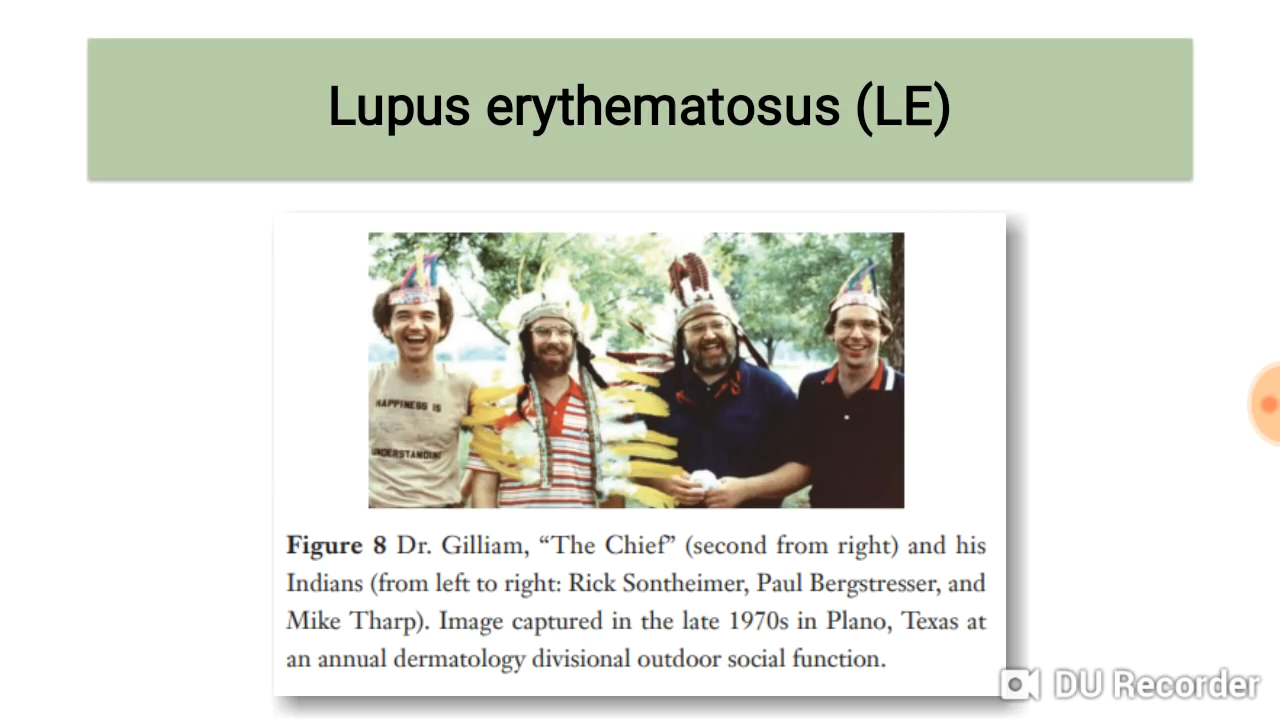 Lupus erythematosus (LE)
HAPPINESS IS
UNDERSTANDING
Figure 8 Dr. Gilliam, “The Chief” (second from right) and his
Indians (from left to right: Rick Sontheimer, Paul Bergstresser, and
Mike Tharp). Image captured in the late 1970s in Plano, Texas at
an annual dermatology divisional outdoor social function.
DU Recorder